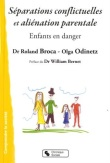 Séparations conflictuelles
et aliénation parentale
Enfants en danger
Dr Roland Broca - Olga Odinetz
Préface du Dr William Bernet